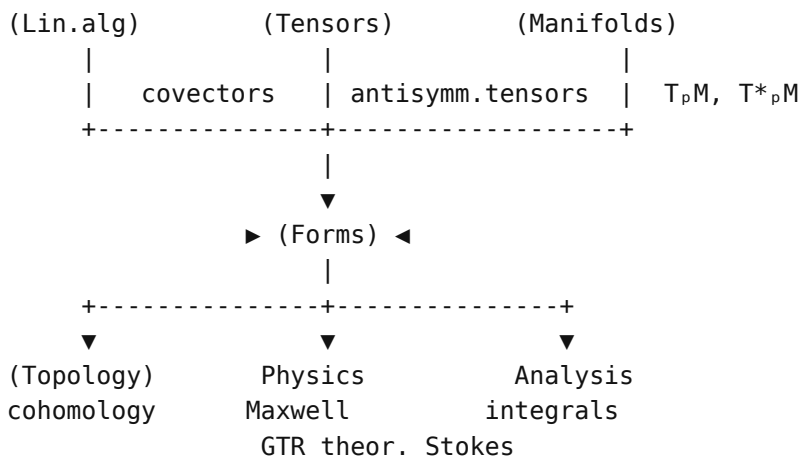 (Lin.alg) (Tensors) (Manifolds)
covectors antisymm.tensors TₚM, T*ₚM
(Forms)
(Topology) Physics Analysis
cohomology Maxwell integrals
GTR theor. Stokes